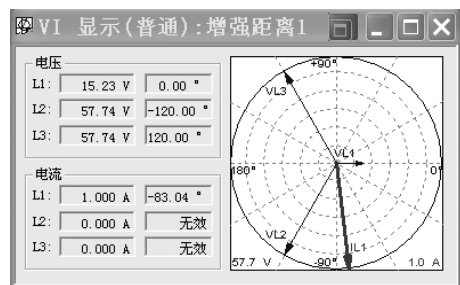 VI 显示(普通):增强距离1
电压
L1: 15.23 V 0.00 °
L2: 57.74 V -120.00 °
L3: 57.74 V 120.00 °
电流
L1: 1.000 A -83.04 °
L2: 0.000 A 无效
L3: 0.000 A 无效
+90°
VL3
VL1
180°
0°
VL2
IL1
57.7 V
-90°
1.0 A